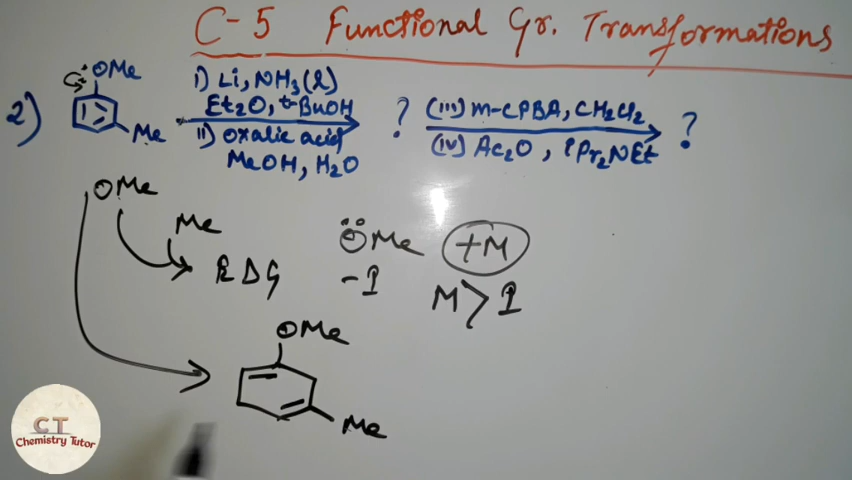 C-5 Functional Gr. Transformations
2) OMe Me
i) Li, NH3(l)
Et2O, t-BuOH
ii) oxalic acid
MeOH, H2O
?
(iii) m-CPBA, CH2Cl2
(iv) Ac2O, iPr2NEt
?
OMe
Me
EDG
OMe +M
-I
M > I
OMe
Me
CT
Chemistry Tutor